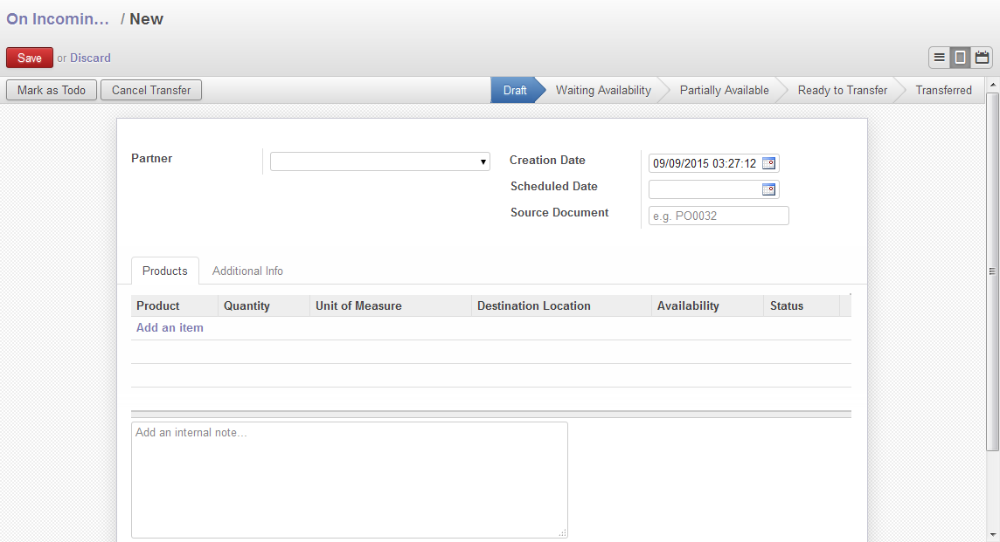 On Incomin... / New
Save or Discard
Mark as Todo Cancel Transfer Draft Waiting Availability Partially Available Ready to Transfer Transferred
Partner
Creation Date 09/09/2015 03:27:12
Scheduled Date
Source Document e.g. PO0032
Products Additional Info
Product Quantity Unit of Measure Destination Location Availability Status
Add an item
Add an internal note...